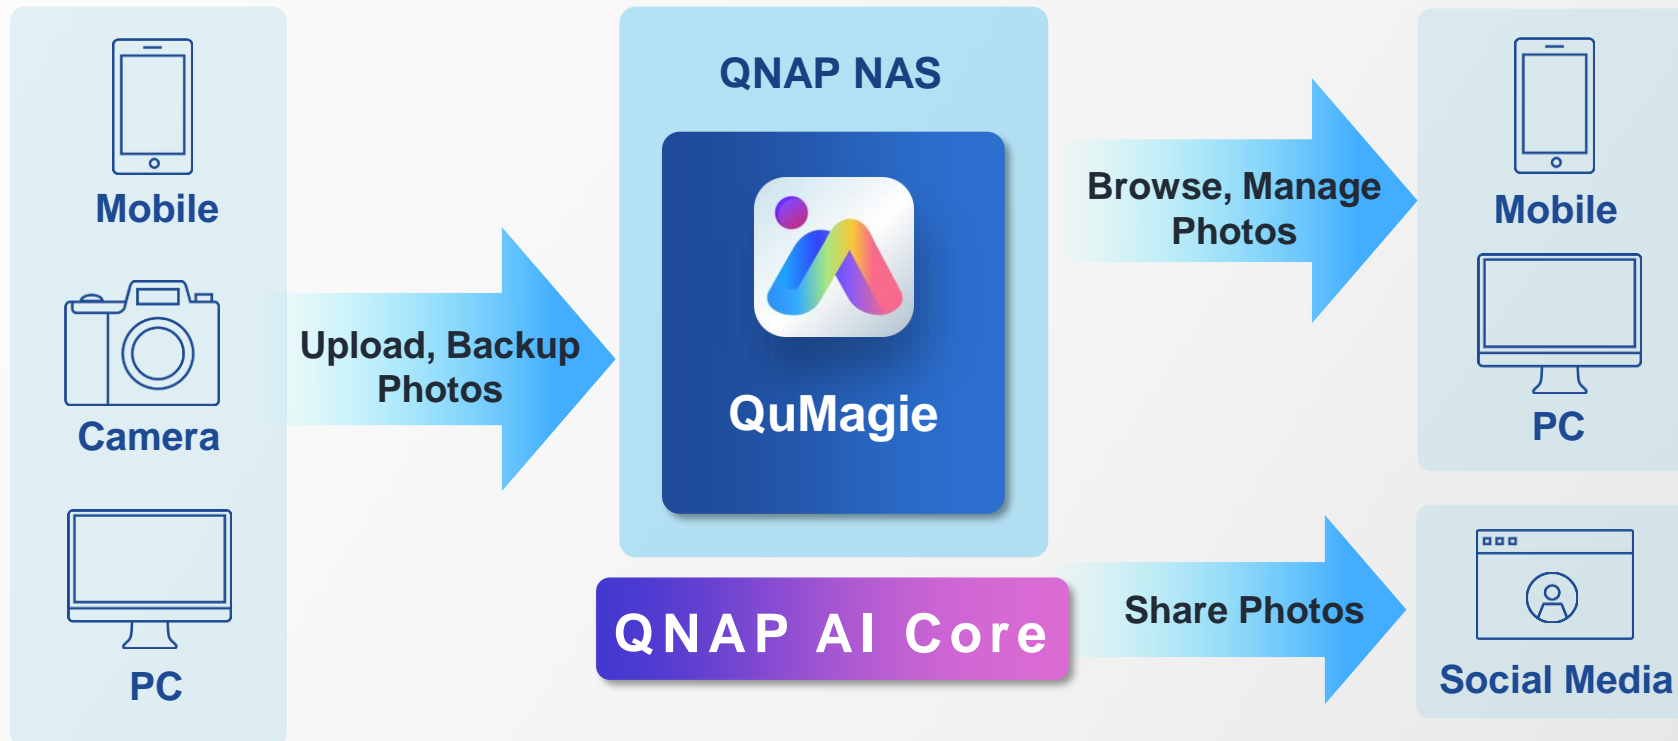 Mobile
Camera
PC
Upload, Backup
Photos
QNAP NAS
QuMagie
QNAP AI Core
Browse, Manage
Photos
Share Photos
Mobile
PC
Social Media